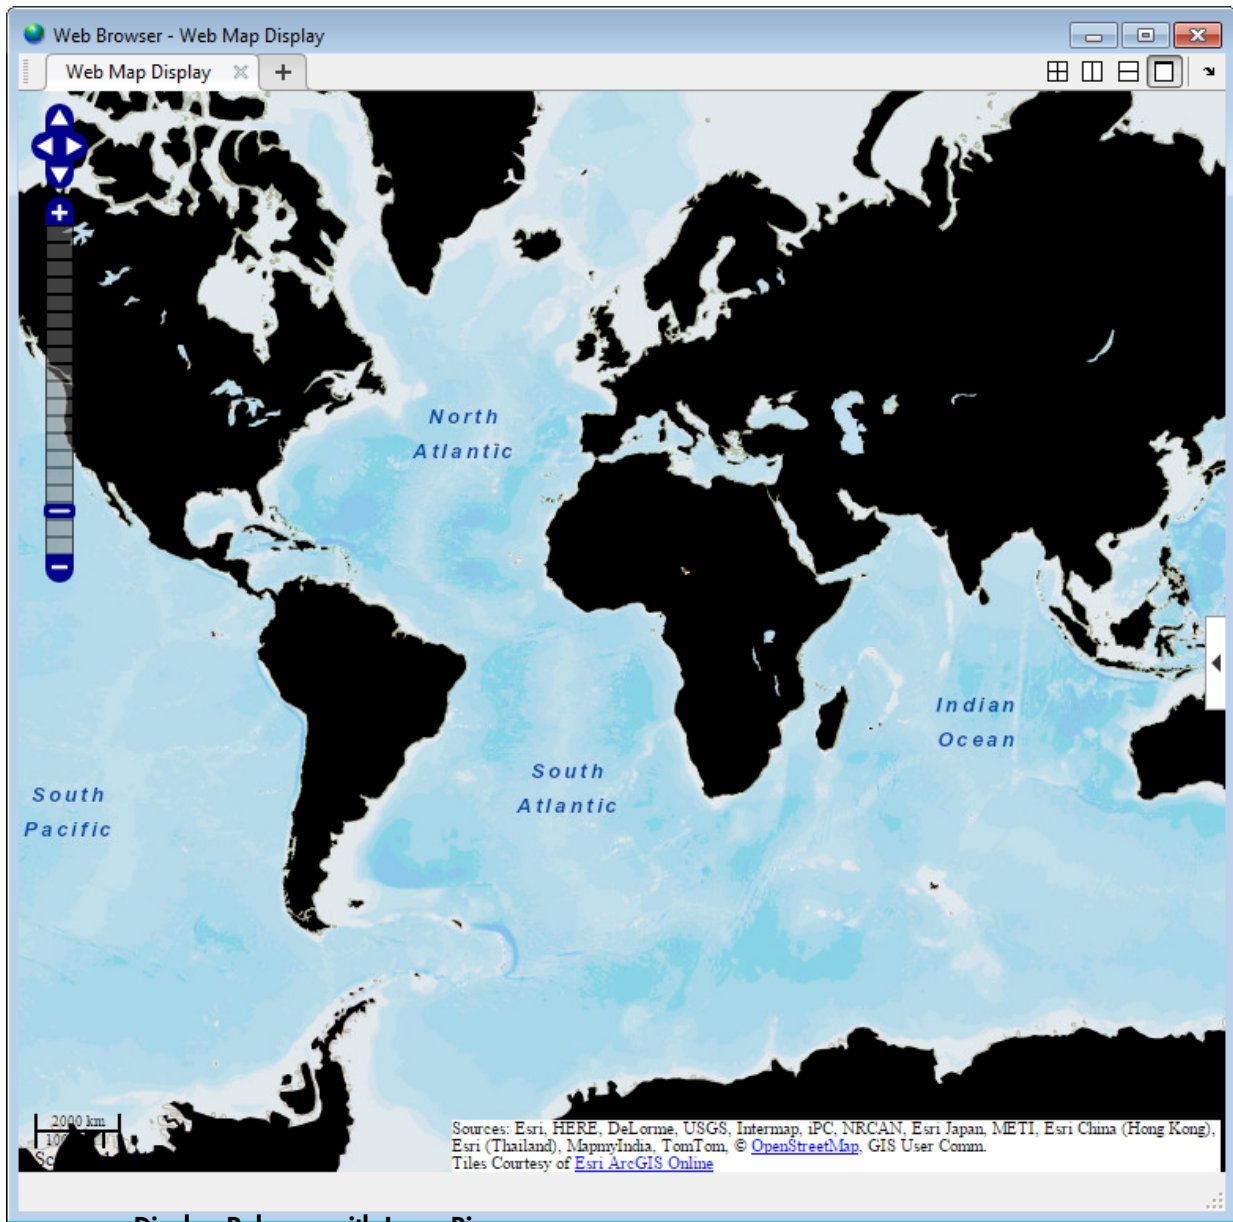 Web Browser - Web Map Display
Web Map Display
North
Atlantic
Indian
Ocean
South
Atlantic
South
Pacific
2000 km
Sources: Esri, HERE, DeLorme, USGS, Intermap, iPC, NRCAN, Esri Japan, METI, Esri China (Hong Kong),
Esri (Thailand), MapmyIndia, TomTom, © OpenStreetMap, GIS User Comm.
Tiles Courtesy of Esri ArcGIS Online